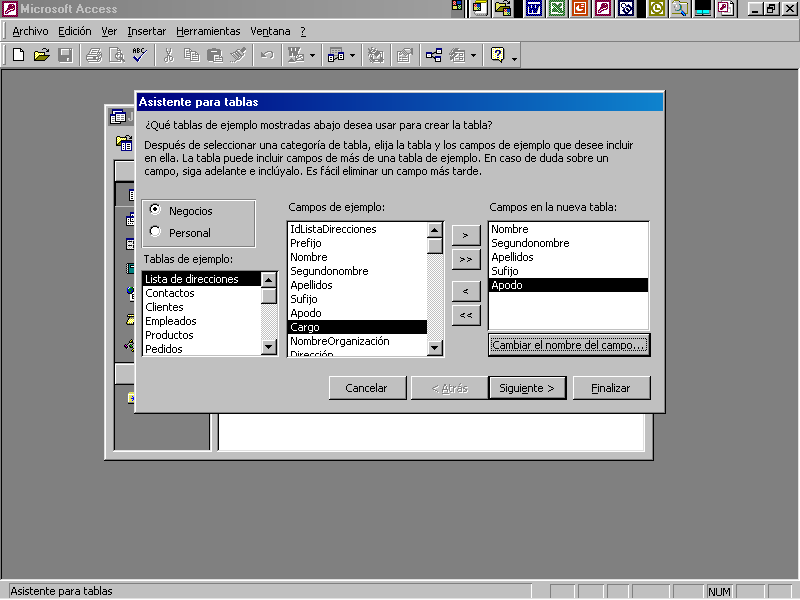 Microsoft Access
Archivo Edición Ver Insertar Herramientas Ventana ?
Asistente para tablas
¿Qué tablas de ejemplo mostradas abajo desea usar para crear la tabla?
Después de seleccionar una categoría de tabla, elija la tabla y los campos de ejemplo que desee incluir
en ella. La tabla puede incluir campos de más de una tabla de ejemplo. En caso de duda sobre un
campo, siga adelante e inclúyalo. Es fácil eliminar un campo más tarde.
Negocios
Personal
Tablas de ejemplo:
Lista de direcciones
Contactos
Clientes
Empleados
Productos
Pedidos
Campos de ejemplo:
IdListaDirecciones
Prefijo
Nombre
Segundonombre
Apellidos
Sufijo
Apodo
Cargo
NombreOrganización
Dirección
>
>>
<
<<
Campos en la nueva tabla:
Nombre
Segundonombre
Apellidos
Sufijo
Apodo
Cambiar el nombre del campo...
Cancelar
< Atrás
Siguiente >
Finalizar
Asistente para tablas
NUM